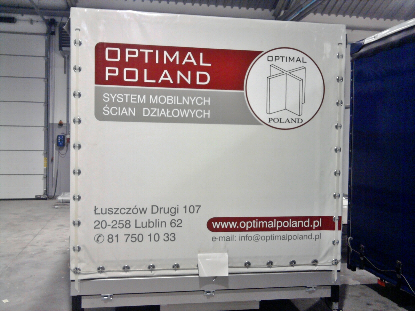 OPTIMAL
POLAND
SYSTEM MOBILNYCH
ŚCIAN DZIAŁOWYCH
OPTIMAL
POLAND
Łuszczów Drugi 107
20-258 Lublin 62
✆ 81 750 10 33
www.optimalpoland.pl
e-mail: info@optimalpoland.pl